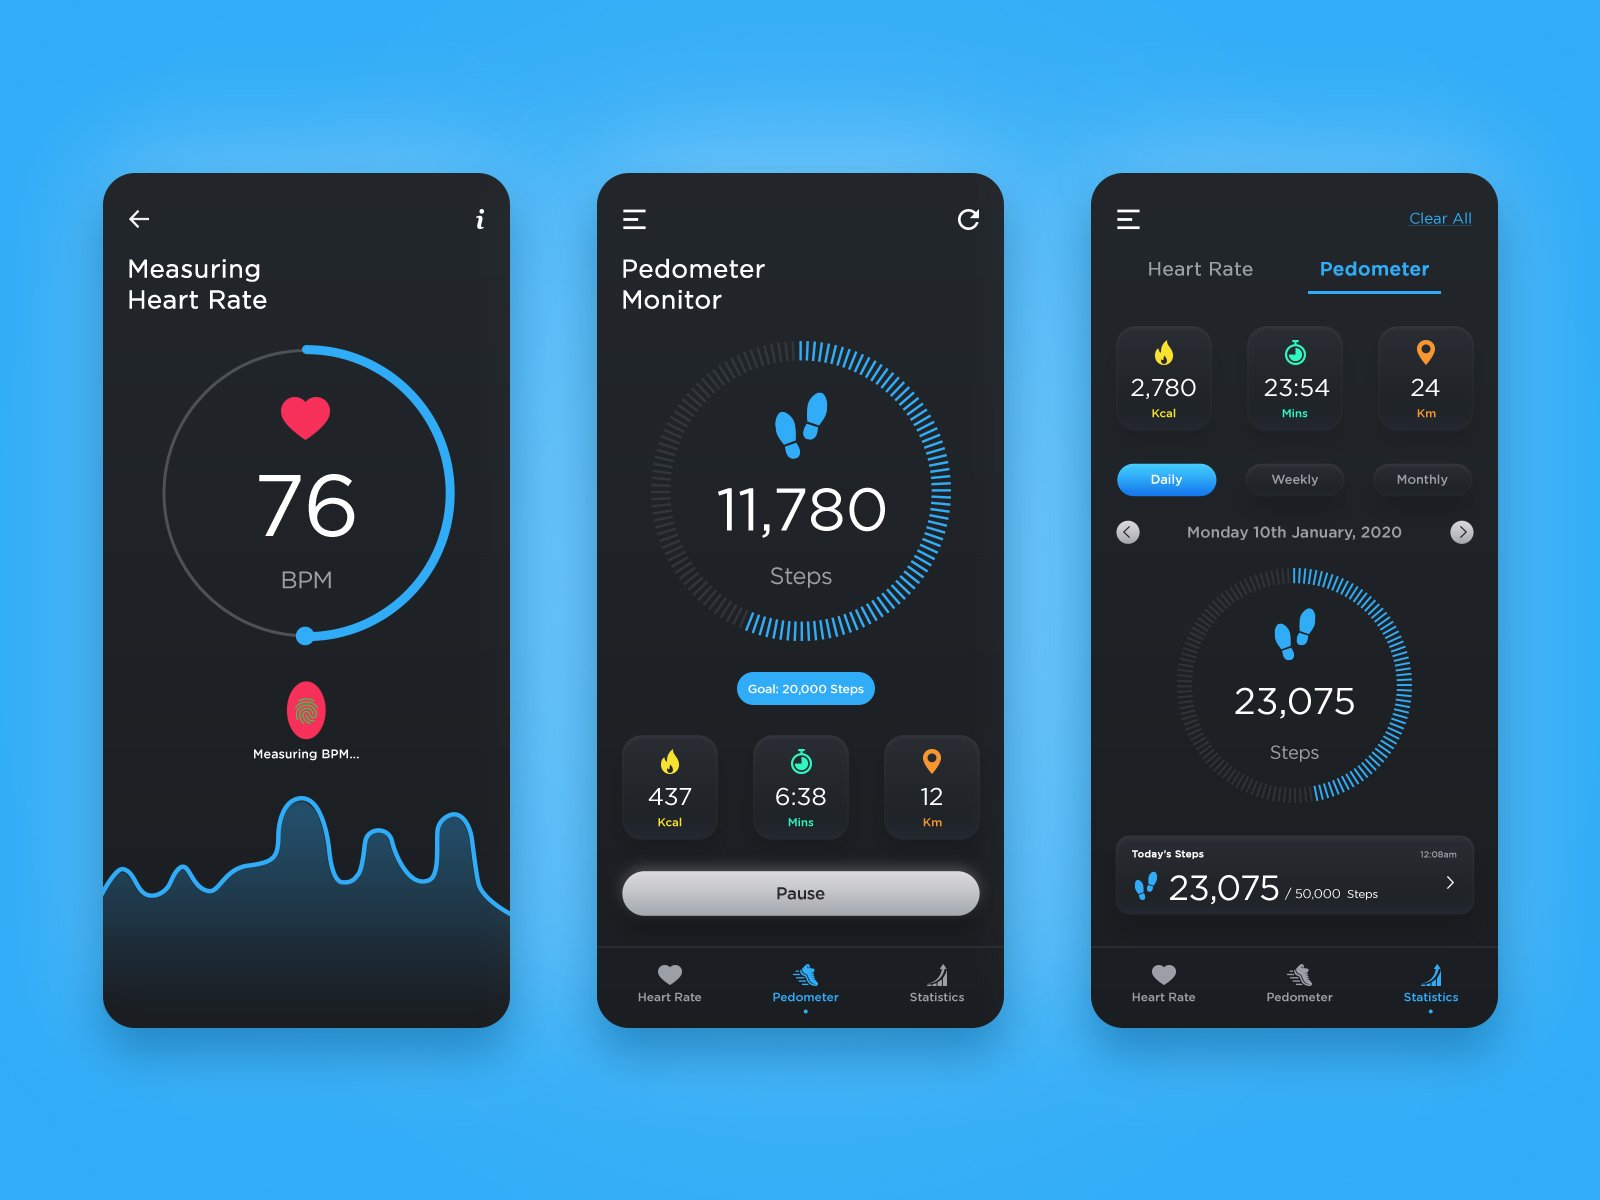 i
Measuring
Heart Rate
76
BPM
Measuring BPM...
Pedometer
Monitor
11,780
Steps
Goal: 20,000 Steps
437 6:38 12
Kcal Mins Km
Pause
Heart Rate Pedometer Statistics
Clear All
Heart Rate Pedometer
2,780 23:54 24
Kcal Mins Km
Daily Weekly Monthly
Monday 10th January, 2020
23,075
Steps
Today's Steps 12:08am
23,075 / 50,000 Steps
Heart Rate Pedometer Statistics